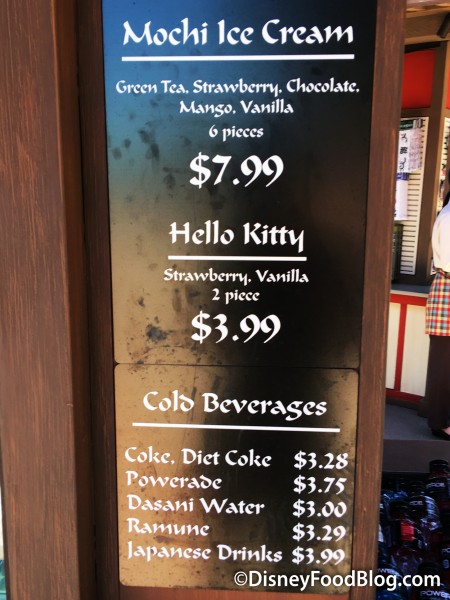 Mochi Ice Cream
Green Tea, Strawberry, Chocolate,
Mango, Vanilla
6 pieces
$7.99
Hello Kitty
Strawberry, Vanilla
2 piece
$3.99
Cold Beverages
Coke, Diet Coke $3.28
Powerade $3.75
Dasani Water $3.00
Ramune $3.29
Japanese Drinks $3.99
©DisneyFoodBlog.com